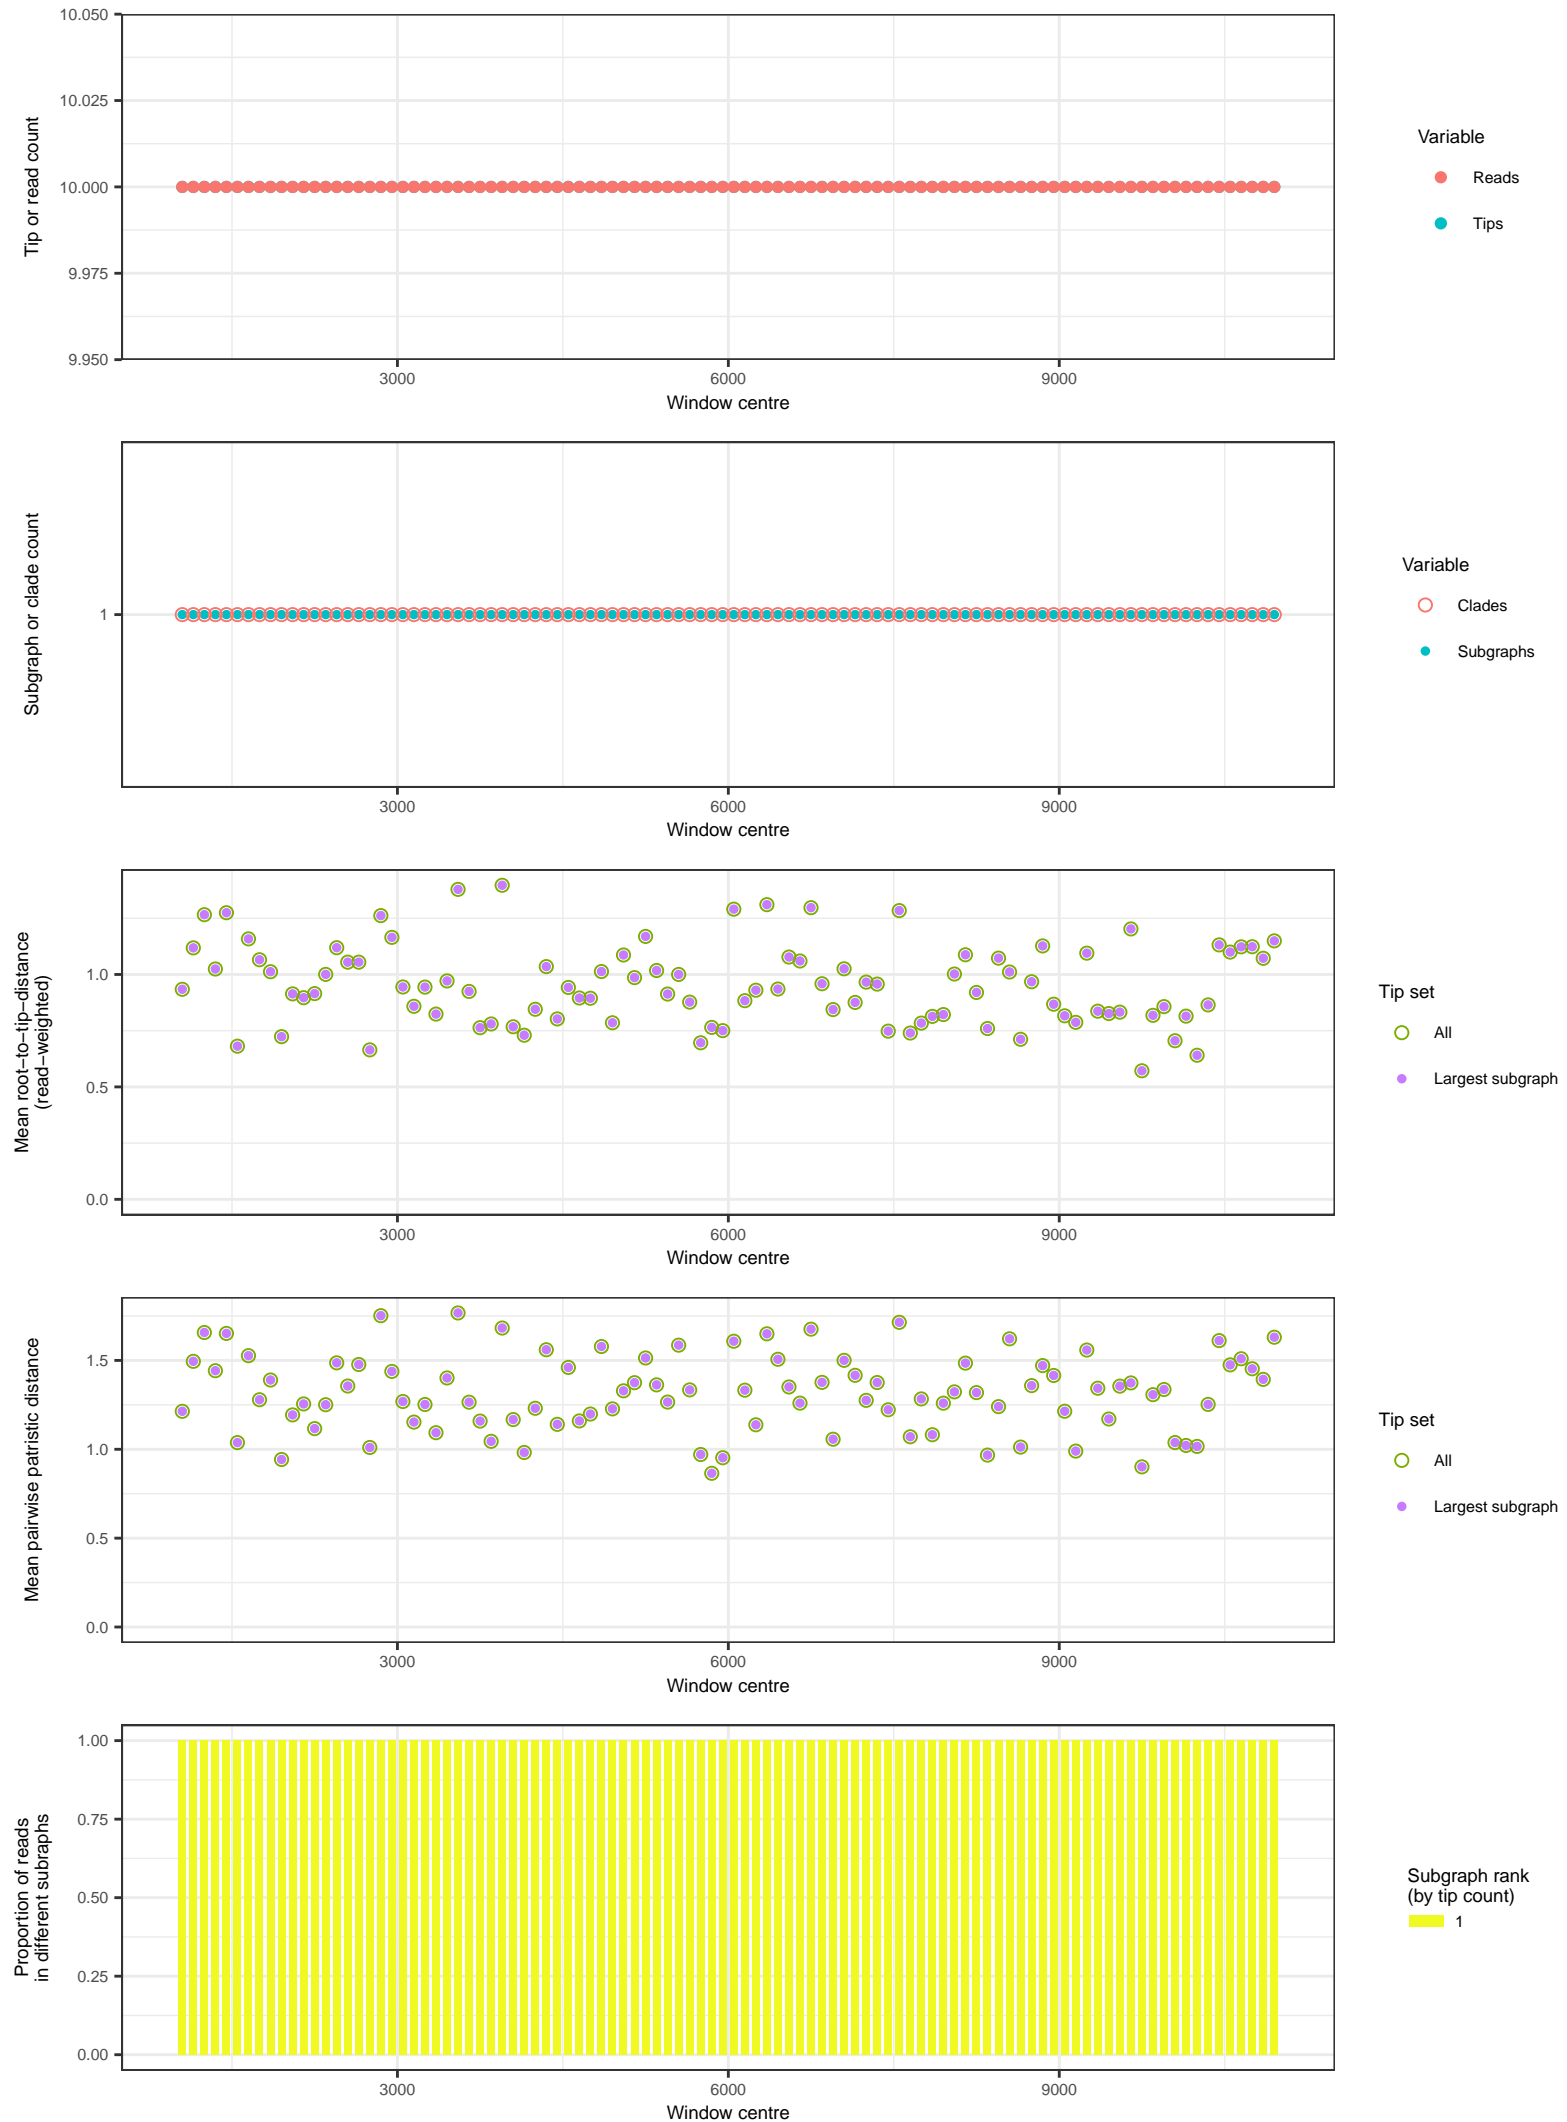 10.050
10.025
10.000
9.975
9.950
Tip or read count
3000
6000
9000
Window centre
Variable
Reads
Tips
1
Subgraph or clade count
3000
6000
9000
Window centre
Variable
Clades
Subgraphs
1.0
0.5
0.0
Mean root−to−tip−distance
(read−weighted)
3000
6000
9000
Window centre
Tip set
All
Largest subgraph
1.5
1.0
0.5
0.0
Mean pairwise patristic distance
3000
6000
9000
Window centre
Tip set
All
Largest subgraph
1.00
0.75
0.50
0.25
0.00
Proportion of reads
in different subraphs
3000
6000
9000
Window centre
Subgraph rank
(by tip count)
1